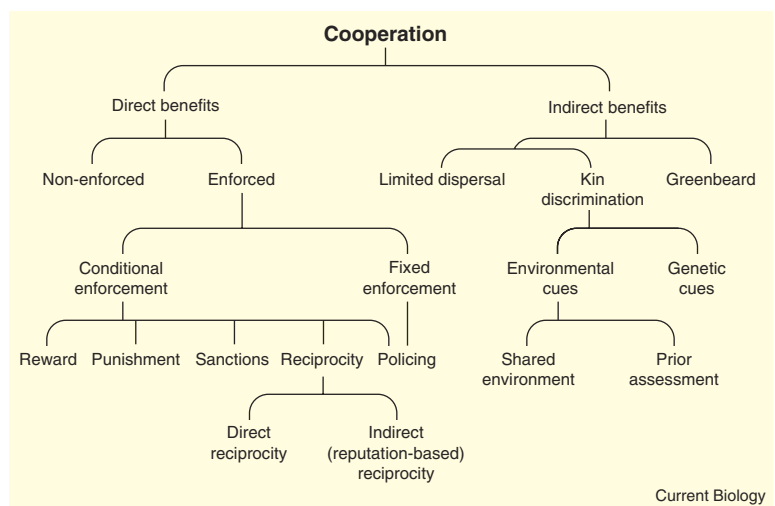 Cooperation
Direct benefits
Indirect benefits
Non-enforced
Enforced
Limited dispersal
Kin
discrimination
Greenbeard
Conditional
enforcement
Fixed
enforcement
Environmental
cues
Genetic
cues
Reward
Punishment
Sanctions
Reciprocity
Policing
Shared
environment
Prior
assessment
Direct
reciprocity
Indirect
(reputation-based)
reciprocity
Current Biology